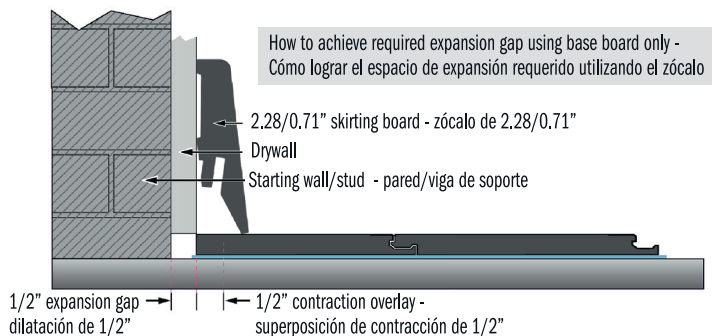 How to achieve required expansion gap using base board only -
Cómo lograr el espacio de expansión requerido utilizando el zócalo
2.28/0.71” skirting board - zócalo de 2.28/0.71”
Drywall
Starting wall/stud - pared/viga de soporte
1/2” expansion gap
dilatación de 1/2”
1/2” contraction overlay -
superposición de contracción de 1/2”